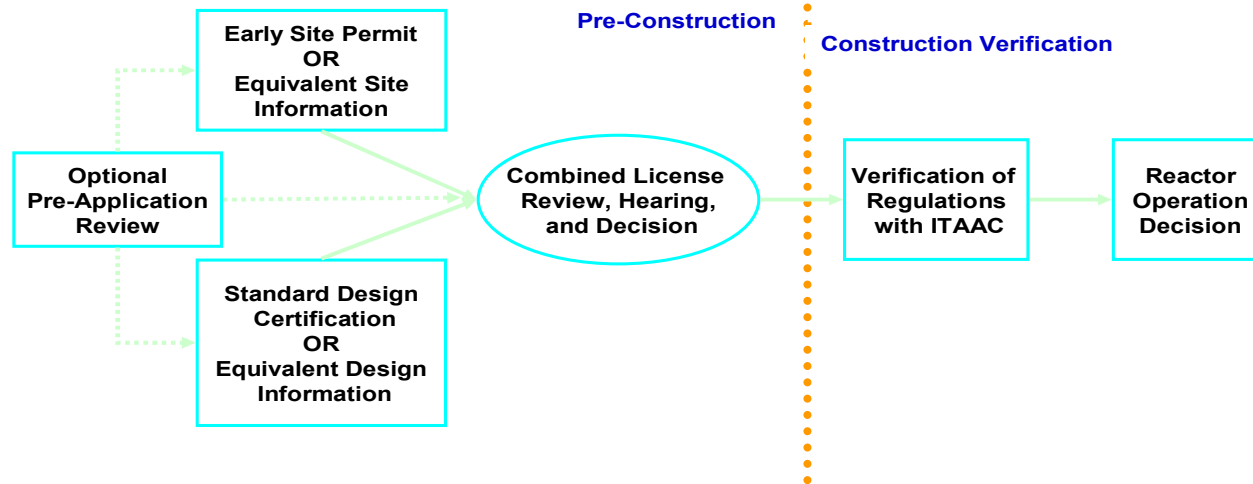 Pre-Construction
Construction Verification
Early Site Permit
OR
Equivalent Site
Information
Optional
Pre-Application
Review
Standard Design
Certification
OR
Equivalent Design
Information
Combined License
Review, Hearing,
and Decision
Verification of
Regulations
with ITAAC
Reactor
Operation
Decision